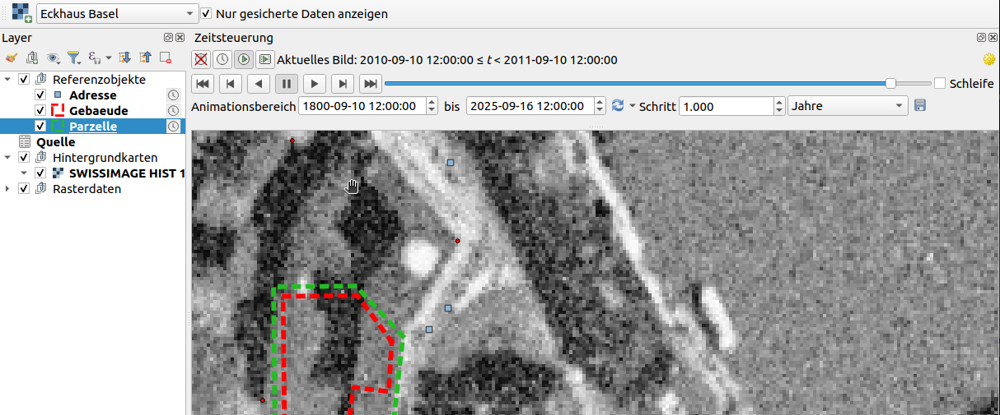 Eckhaus Basel Nur gesicherte Daten anzeigen
Layer
Zeitsteuerung
Aktuelles Bild: 2010-09-10 12:00:00 ≤ t < 2011-09-10 12:00:00
Referenzobjekte
Adresse
Gebaeude
Parzelle
Quelle
Hintergrundkarten
SWISSIMAGE HIST 1
Rasterdaten
Schleife
Animationsbereich 1800-09-10 12:00:00 bis 2025-09-16 12:00:00 Schritt 1.000 Jahre